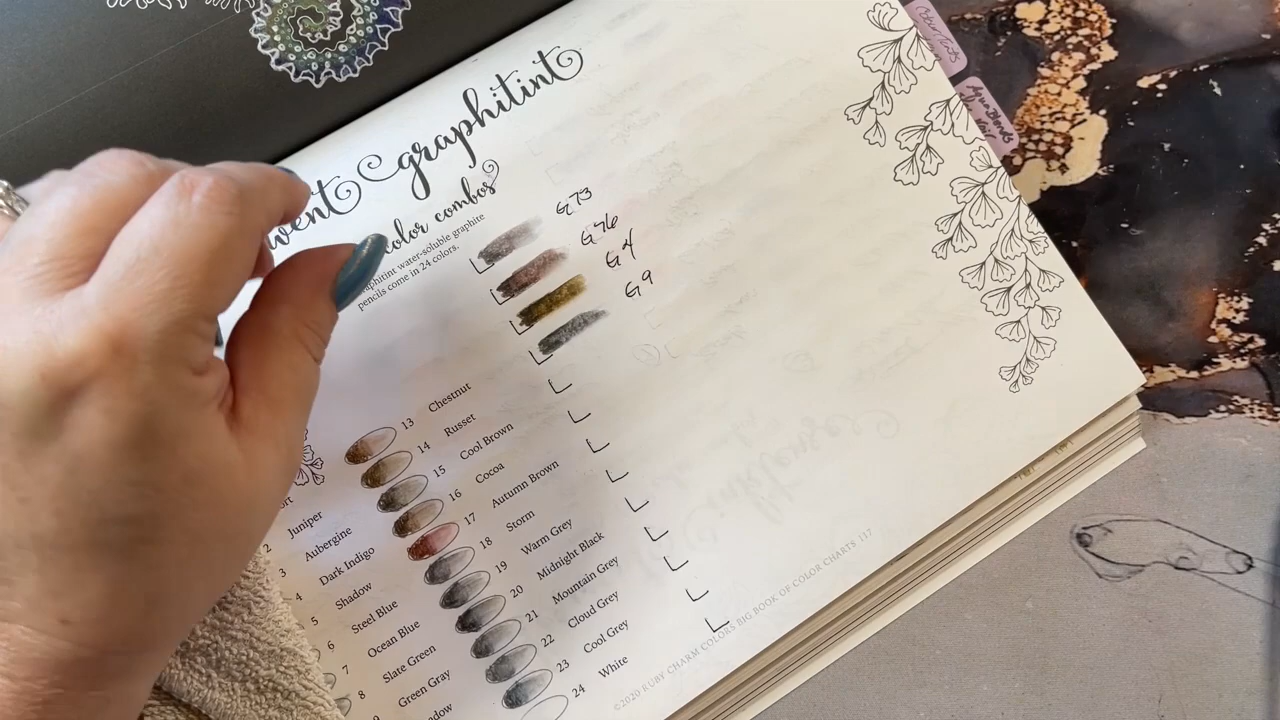 went graphitint
color combos
graphitint water-soluble graphite
pencils come in 24 colors.
G73
G76
G4
G9
2 Juniper
3 Aubergine
4 Dark Indigo
5 Shadow
6 Steel Blue
7 Ocean Blue
8 Slate Green
9 Green Gray
13 Chestnut
14 Russet
15 Cool Brown
16 Cocoa
17 Autumn Brown
18 Storm
19 Warm Grey
20 Midnight Black
21 Mountain Grey
22 Cloud Grey
23 Cool Grey
24 White
©2020 RUBY CHARM COLORS BIG BOOK OF COLOR CHARTS 117